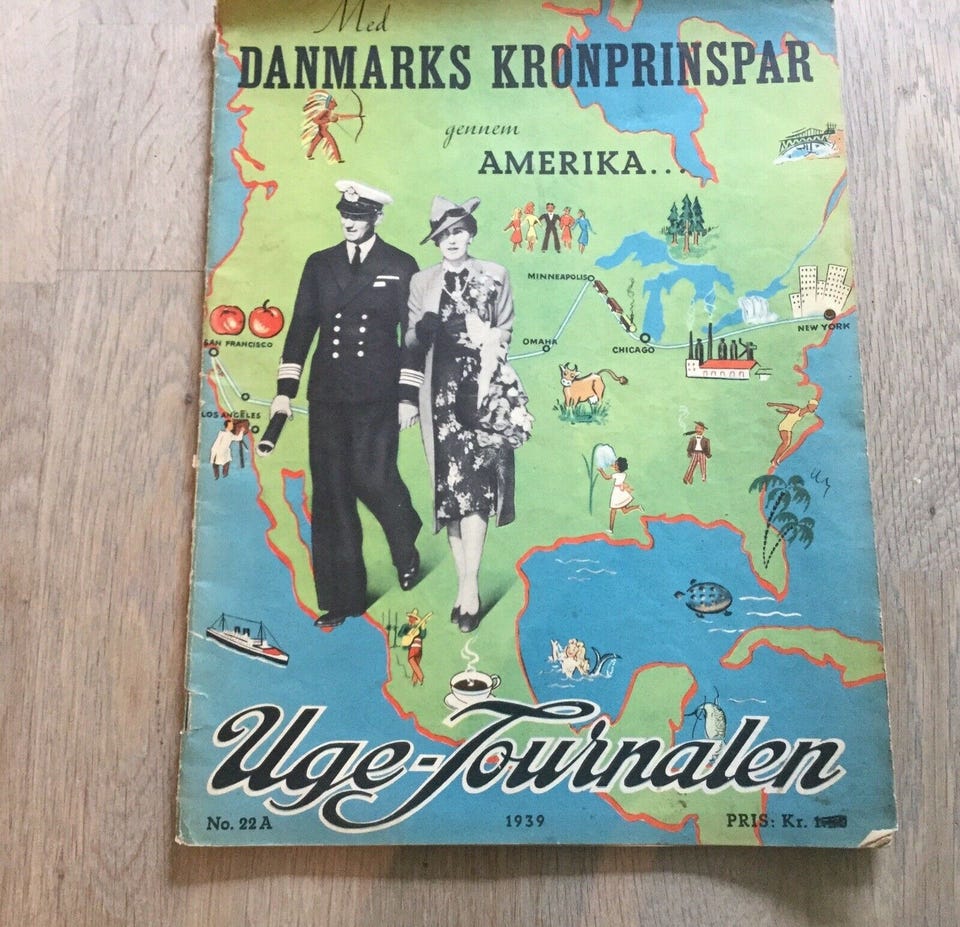 Med
DANMARKS KRONPRINSPAR
gennem
AMERIKA...
MINNEAPOLIS
NEW YORK
SAN FRANCISCO
OMAHA
CHICAGO
LOS ANGELES
Uge-Journalen
No. 22A 1939 PRIS: Kr.